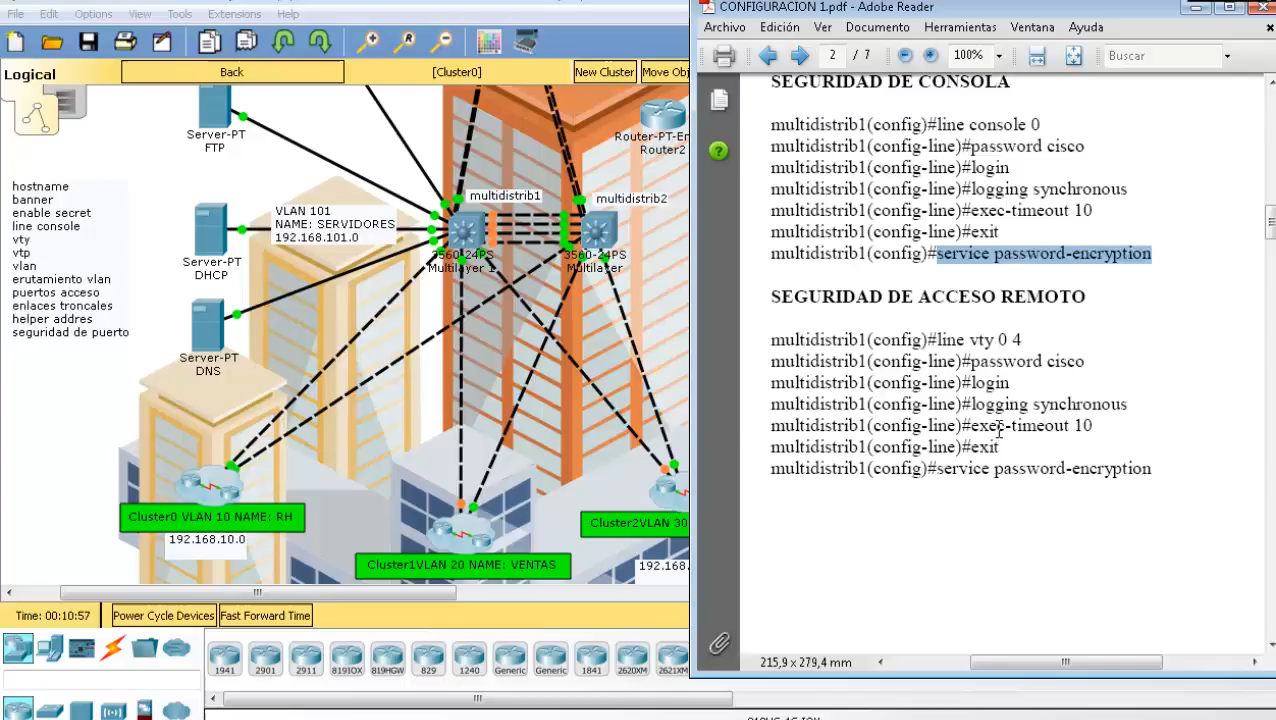 File Edit Options View Tools Extensions Help
Logical
Back
[Cluster0]
New Cluster
Move Obj
Server-PT
FTP
hostname
banner
enable secret
line console
vty
vtp
vlan
erutamiento vlan
puertos acceso
enlaces troncales
helper addres
seguridad de puerto
Server-PT
DHCP
VLAN 101
NAME: SERVIDORES
192.168.101.0
Server-PT
DNS
multidistrib1
multidistrib2
3560-24PS
Multilayer 1
3560-24PS
Multilayer
Router-PT-Em
Router2
Cluster0 VLAN 10 NAME: RH
192.168.10.0
Cluster1VLAN 20 NAME: VENTAS
Cluster2VLAN 30
192.168.
Time: 00:10:57
Power Cycle Devices
Fast Forward Time
1941 2901 2911 819IOX 819HGW 829 1240 Generic Generic 1841 2620XM 2621XM
CONFIGURACION 1.pdf - Adobe Reader
Archivo Edición Ver Documento Herramientas Ventana Ayuda
2 / 7 100% Buscar
SEGURIDAD DE CONSOLA
multidistrib1(config)#line console 0
multidistrib1(config-line)#password cisco
multidistrib1(config-line)#login
multidistrib1(config-line)#logging synchronous
multidistrib1(config-line)#exec-timeout 10
multidistrib1(config-line)#exit
multidistrib1(config)#service password-encryption
SEGURIDAD DE ACCESO REMOTO
multidistrib1(config)#line vty 0 4
multidistrib1(config-line)#password cisco
multidistrib1(config-line)#login
multidistrib1(config-line)#logging synchronous
multidistrib1(config-line)#exec-timeout 10
multidistrib1(config-line)#exit
multidistrib1(config)#service password-encryption
215,9 x 279,4 mm